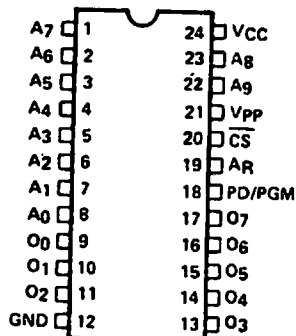 A7 1 24 VCC
A6 2 23 A8
A5 3 22 A9
A4 4 21 VPP
A3 5 20 CS
A2 6 19 AR
A1 7 18 PD/PGM
A0 8 17 O7
O0 9 16 O6
O1 10 15 O5
O2 11 14 O4
GND 12 13 O3